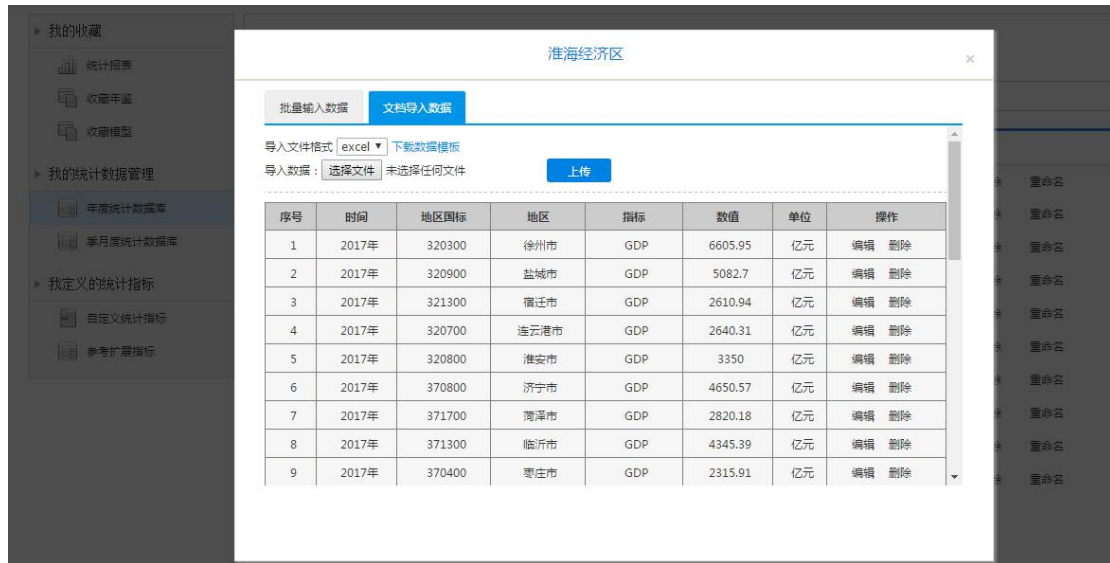 我的收藏
统计报表
收藏年鉴
收藏模型
我的统计数据管理
年度统计数据库
季月度统计数据库
我定义的统计指标
自定义统计指标
参考扩展指标
淮海经济区 ×
批量输入数据 文档导入数据
导入文件格式 excel 下载数据模板
导入数据： 选择文件 未选择任何文件 上传
序号 时间 地区国标 地区 指标 数值 单位 操作
1 2017年 320300 徐州市 GDP 6605.95 亿元 编辑 删除
2 2017年 320900 盐城市 GDP 5082.7 亿元 编辑 删除
3 2017年 321300 宿迁市 GDP 2610.94 亿元 编辑 删除
4 2017年 320700 连云港市 GDP 2640.31 亿元 编辑 删除
5 2017年 320800 淮安市 GDP 3350 亿元 编辑 删除
6 2017年 370800 济宁市 GDP 4650.57 亿元 编辑 删除
7 2017年 371700 菏泽市 GDP 2820.18 亿元 编辑 删除
8 2017年 371300 临沂市 GDP 4345.39 亿元 编辑 删除
9 2017年 370400 枣庄市 GDP 2315.91 亿元 编辑 删除
重命名
重命名
重命名
重命名
重命名
重命名
重命名
重命名
重命名
重命名